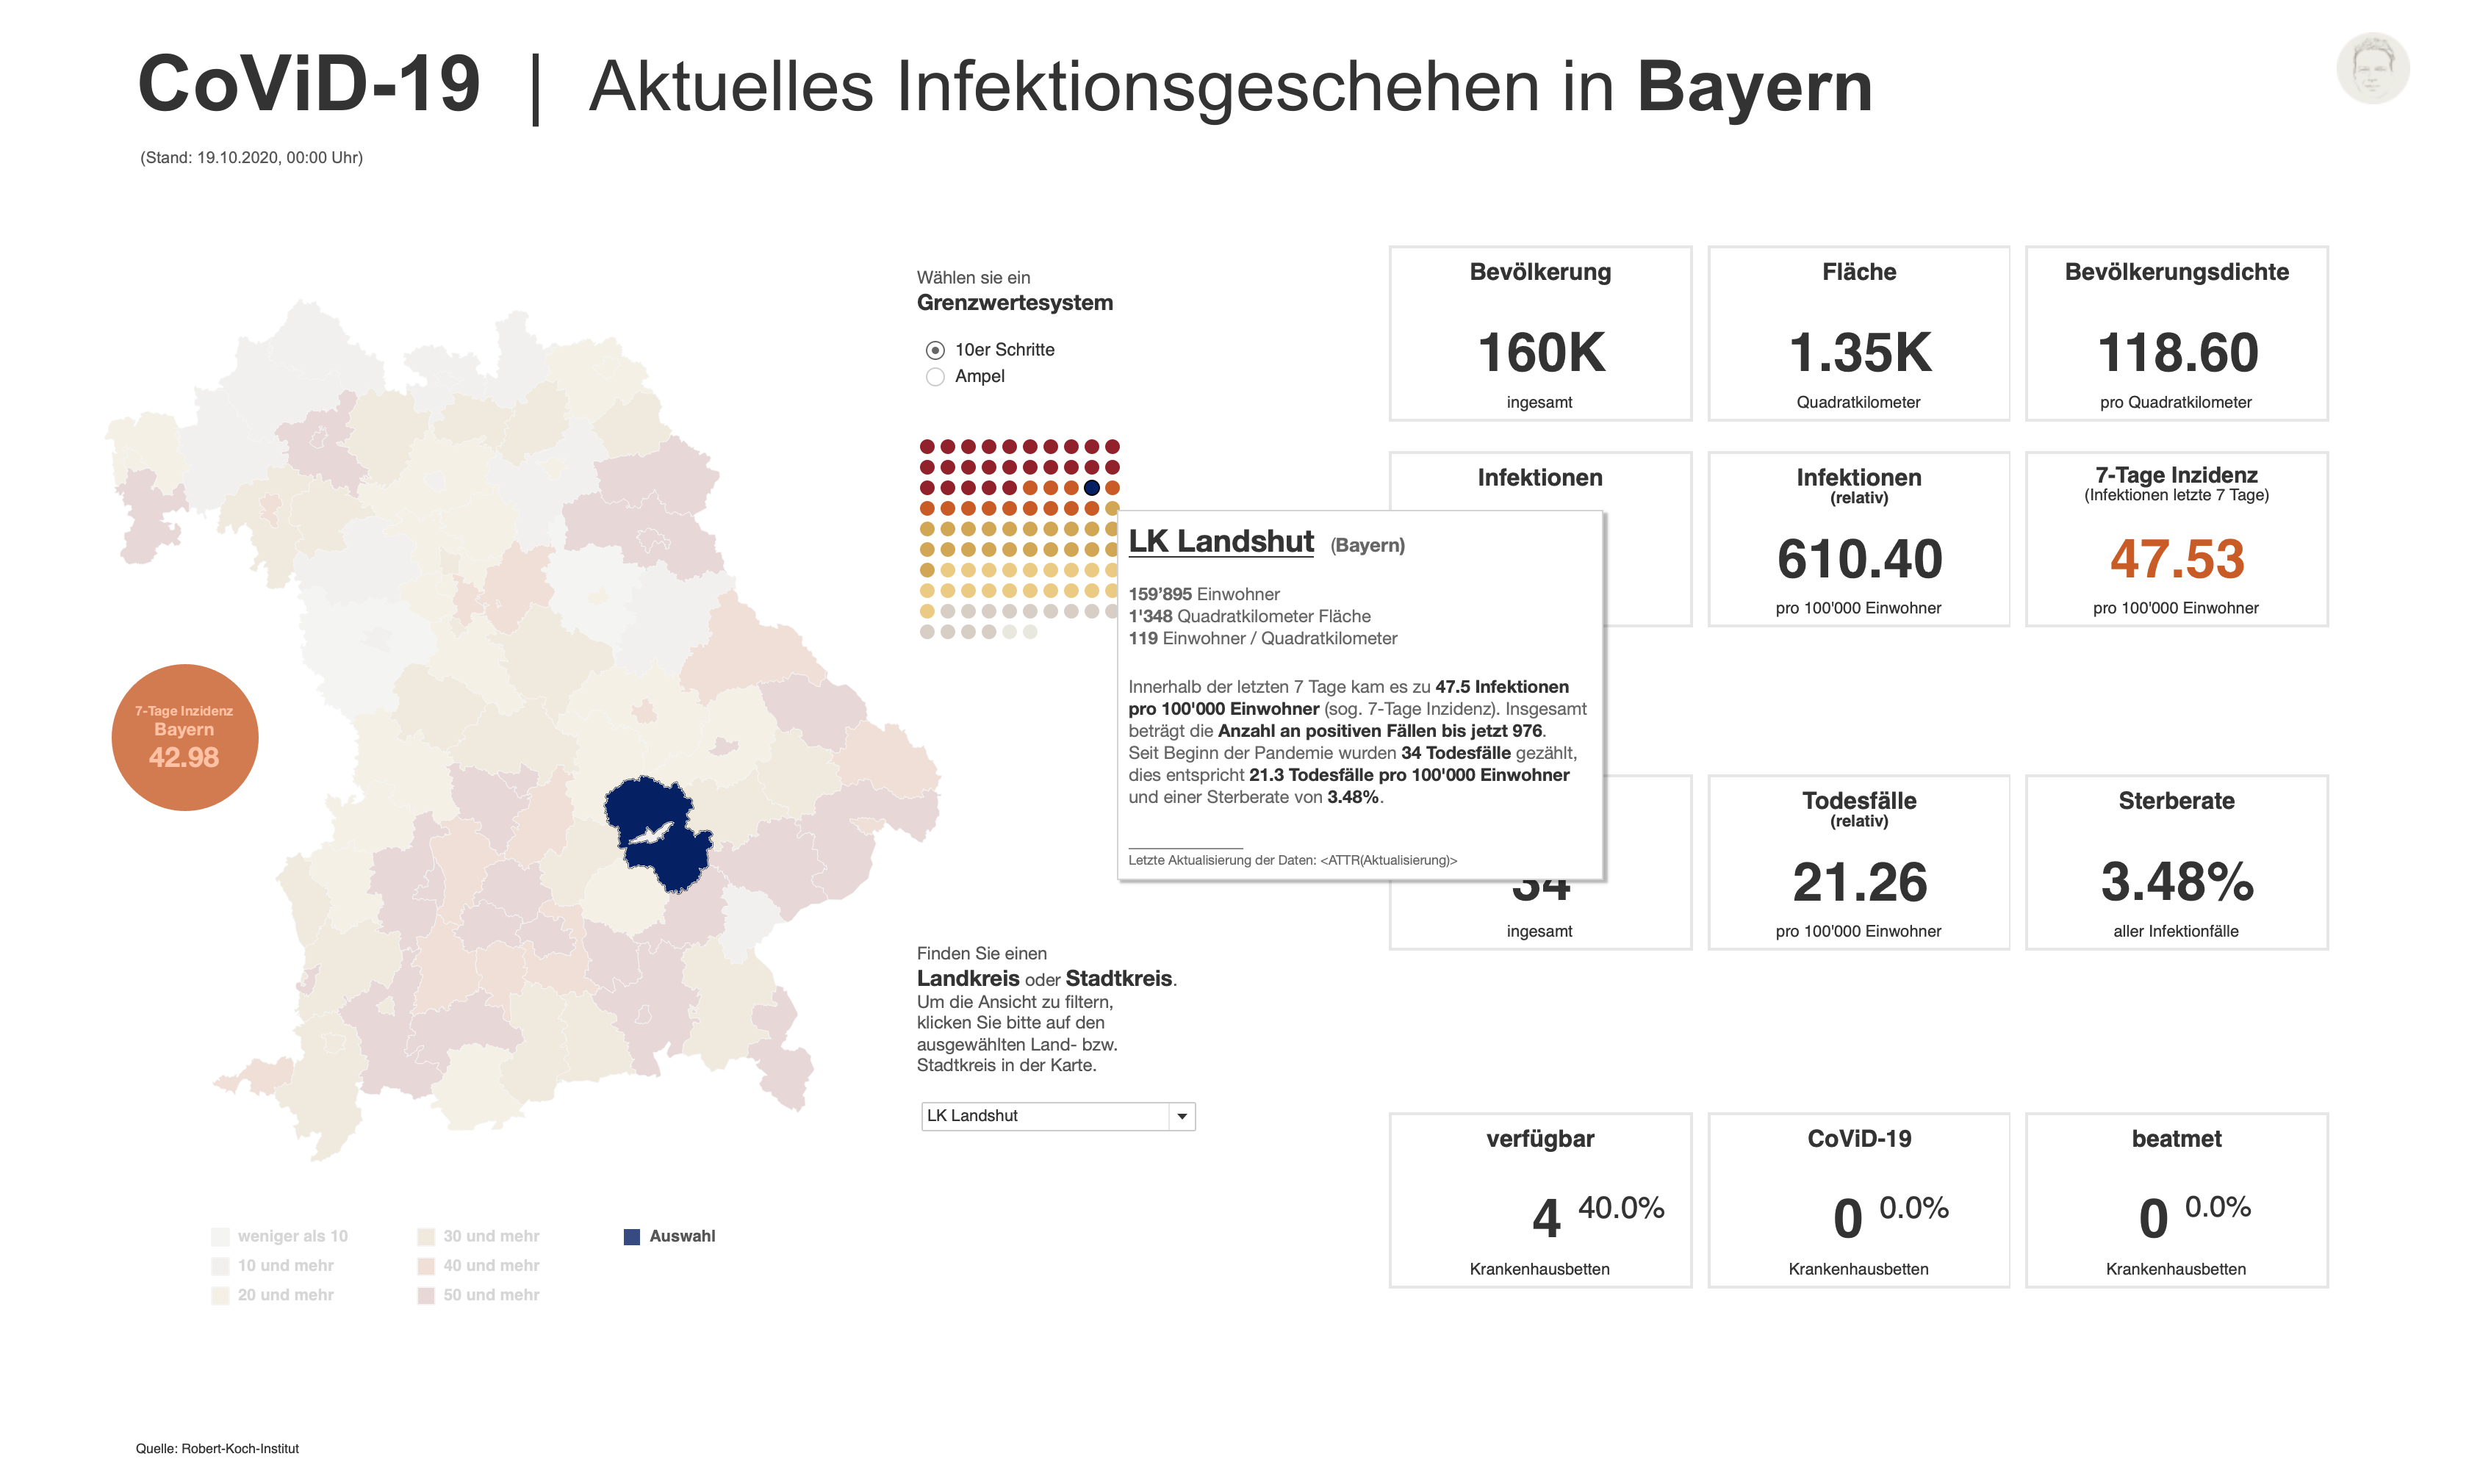 CoViD-19 | Aktuelles Infektionsgeschehen in Bayern
(Stand: 19.10.2020, 00:00 Uhr)
Wählen sie ein
Grenzwertesystem
10er Schritte
Ampel
Bevölkerung
160K
ingesamt
Fläche
1.35K
Quadratkilometer
Bevölkerungsdichte
118.60
pro Quadratkilometer
Infektionen
Infektionen
(relativ)
610.40
pro 100'000 Einwohner
7-Tage Inzidenz
(Infektionen letzte 7 Tage)
47.53
pro 100'000 Einwohner
LK Landshut (Bayern)
159'895 Einwohner
1'348 Quadratkilometer Fläche
119 Einwohner / Quadratkilometer
Innerhalb der letzten 7 Tage kam es zu 47.5 Infektionen
pro 100'000 Einwohner (sog. 7-Tage Inzidenz). Insgesamt
beträgt die Anzahl an positiven Fällen bis jetzt 976.
Seit Beginn der Pandemie wurden 34 Todesfälle gezählt,
dies entspricht 21.3 Todesfälle pro 100'000 Einwohner
und einer Sterberate von 3.48%.
Letzte Aktualisierung der Daten: <ATTR(Aktualisierung)>
7-Tage Inzidenz
Bayern
42.98
34
ingesamt
Todesfälle
(relativ)
21.26
pro 100'000 Einwohner
Sterberate
3.48%
aller Infektionfälle
Finden Sie einen
Landkreis oder Stadtkreis.
Um die Ansicht zu filtern,
klicken Sie bitte auf den
ausgewählten Land- bzw.
Stadtkreis in der Karte.
LK Landshut
verfügbar
4 40.0%
Krankenhausbetten
CoViD-19
0 0.0%
Krankenhausbetten
beatmet
0 0.0%
Krankenhausbetten
weniger als 10
10 und mehr
20 und mehr
30 und mehr
40 und mehr
50 und mehr
Auswahl
Quelle: Robert-Koch-Institut